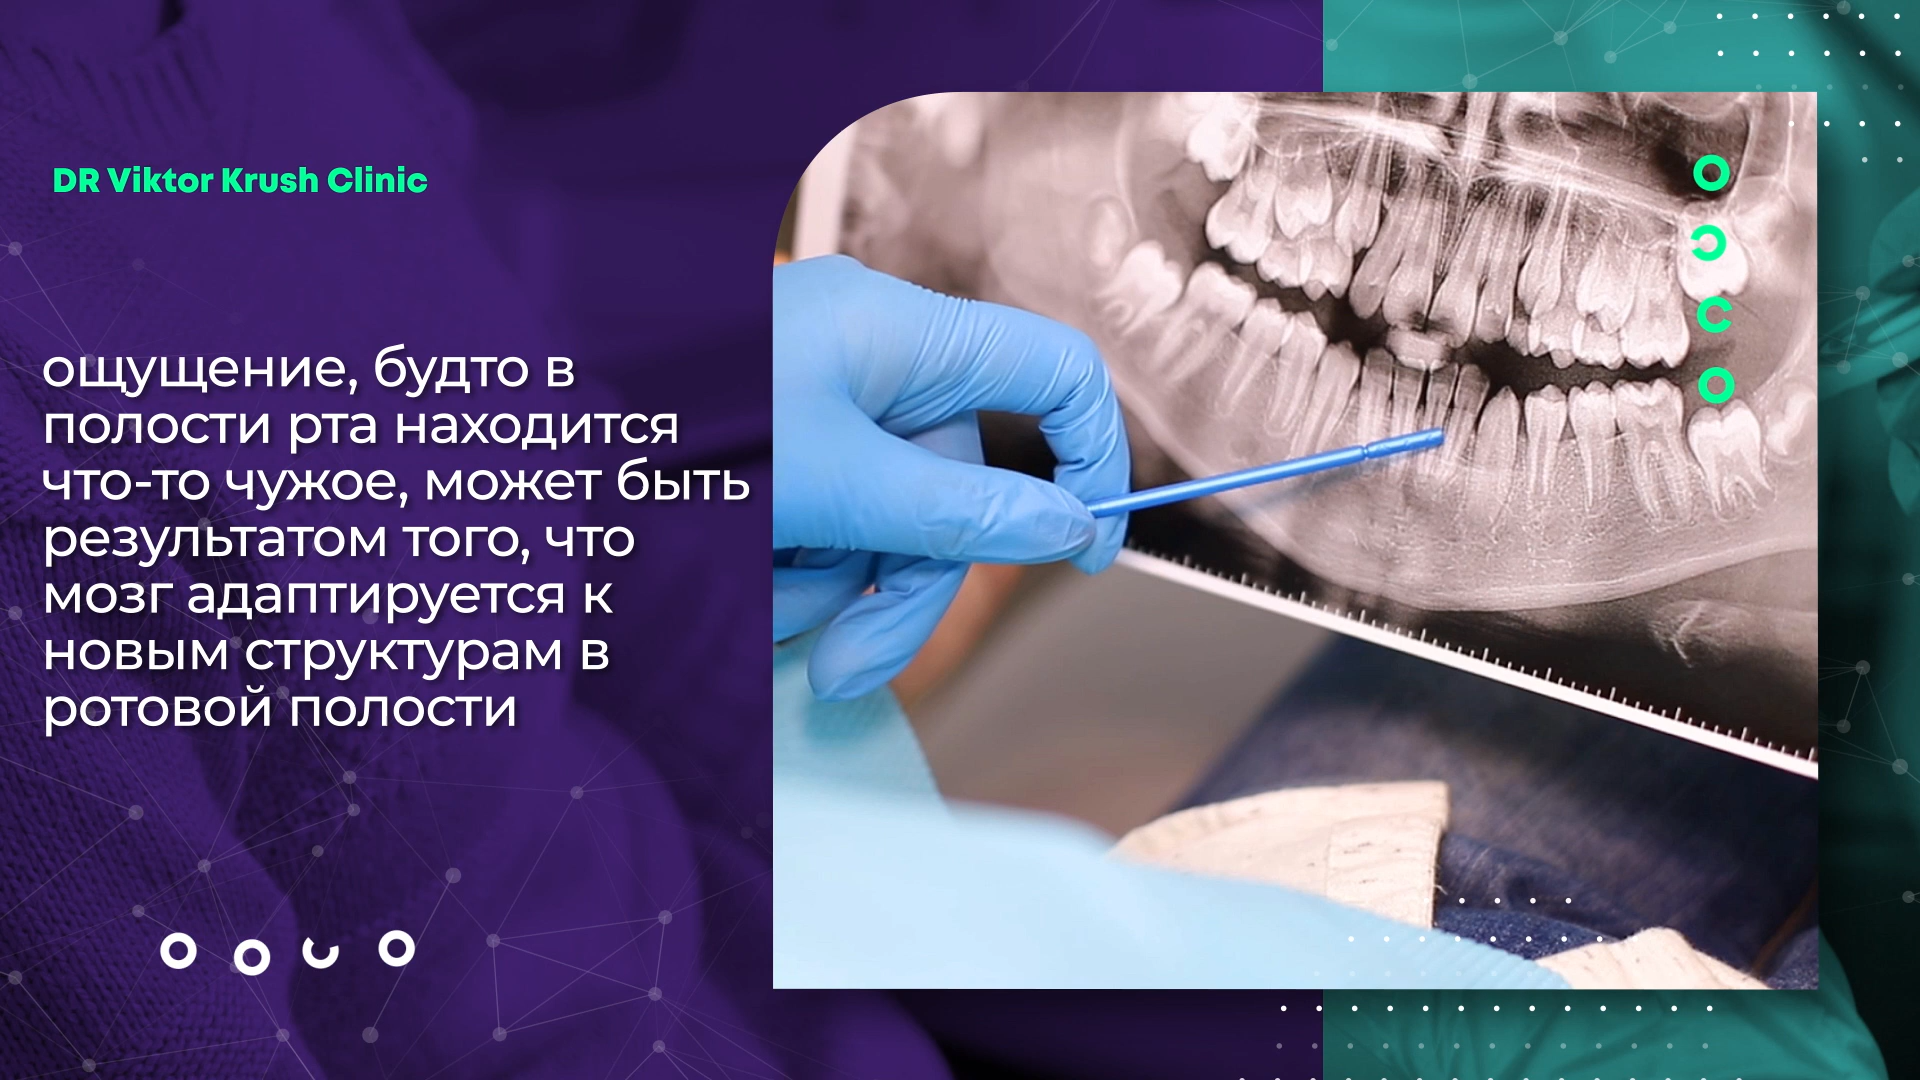 DR Viktor Krush Clinic
ощущение, будто в
полости рта находится
что-то чужое, может быть
результатом того, что
мозг адаптируется к
новым структурам в
ротовой полости